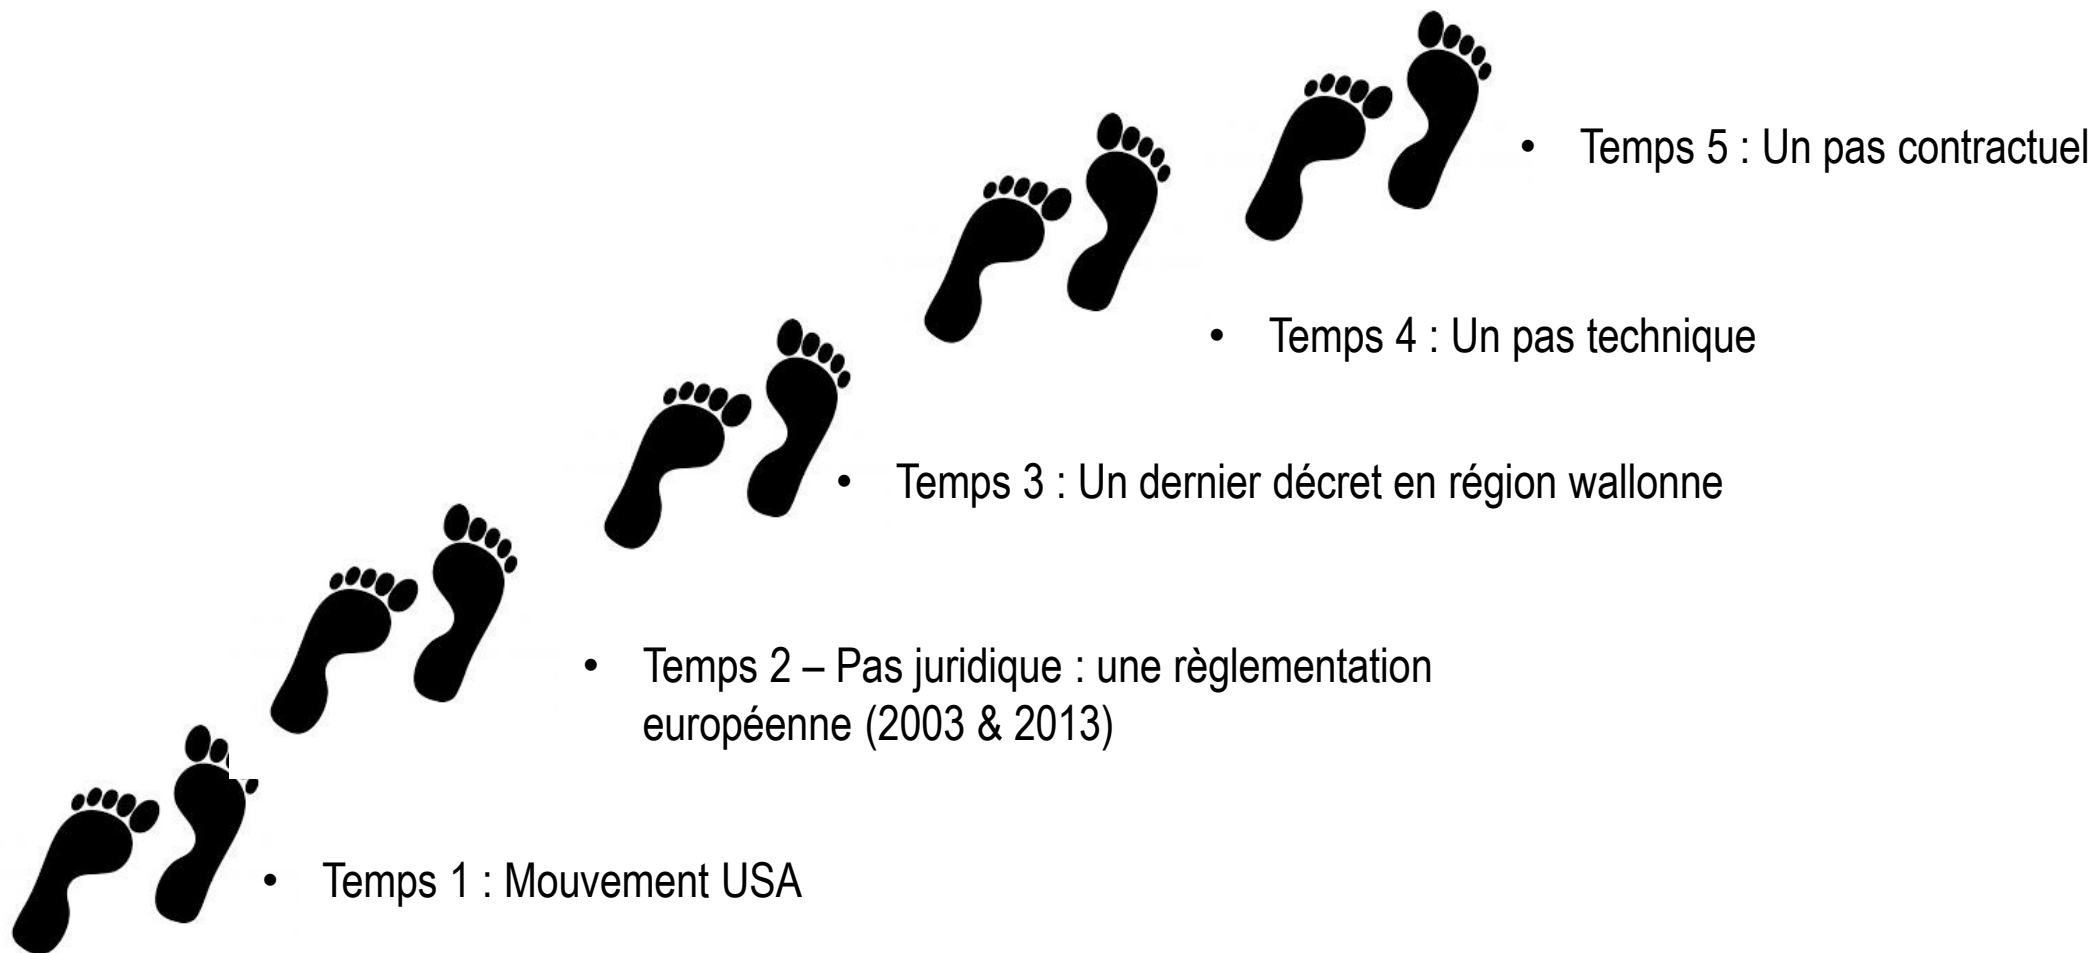 • Temps 5 : Un pas contractuel
• Temps 4 : Un pas technique
• Temps 3 : Un dernier décret en région wallonne
• Temps 2 – Pas juridique : une règlementation
européenne (2003 & 2013)
• Temps 1 : Mouvement USA